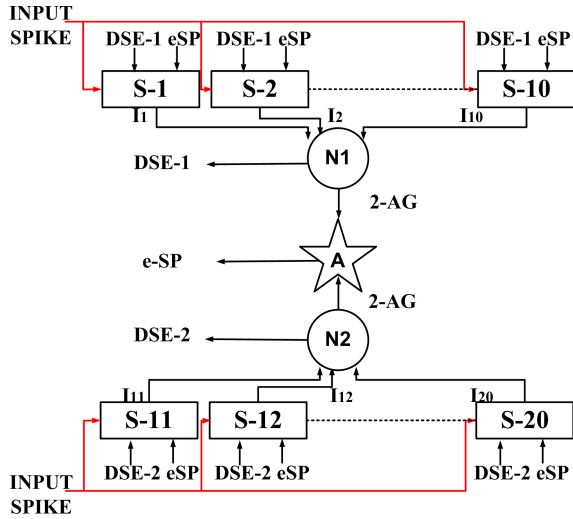 INPUT
SPIKE
DSE-1 eSP DSE-1 eSP DSE-1 eSP
S-1 S-2 S-10
I1 I2 I10
N1
DSE-1
2-AG
A
e-SP
2-AG
N2
DSE-2
I11 I12 I20
S-11 S-12 S-20
DSE-2 eSP DSE-2 eSP DSE-2 eSP
INPUT
SPIKE